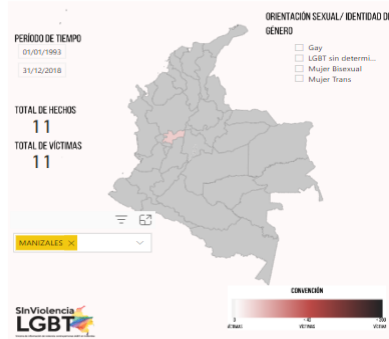 ORIENTACIÓN SEXUAL/ IDENTIDAD DE
GÉNERO
Gay
LGBT sin determi...
Mujer Bisexual
Mujer Trans
PERÍODO DE TIEMPO
01/01/1993
31/12/2018
TOTAL DE HECHOS
11
TOTAL DE VÍCTIMAS
11
MANIZALES ×
CONVENCIÓN
SInViolencia
LGBT